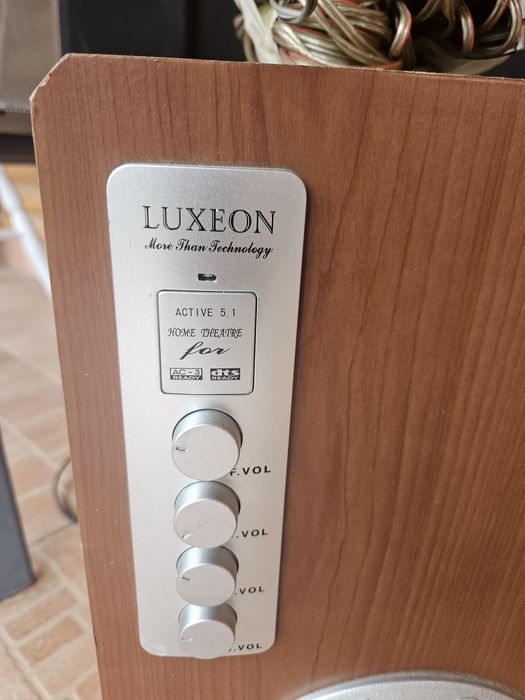 LUXEON
More Than Technology
ACTIVE 5.1
HOME THEATRE
for
AC-3 dts
READY READY
F.VOL
.VOL
.VOL
.VOL